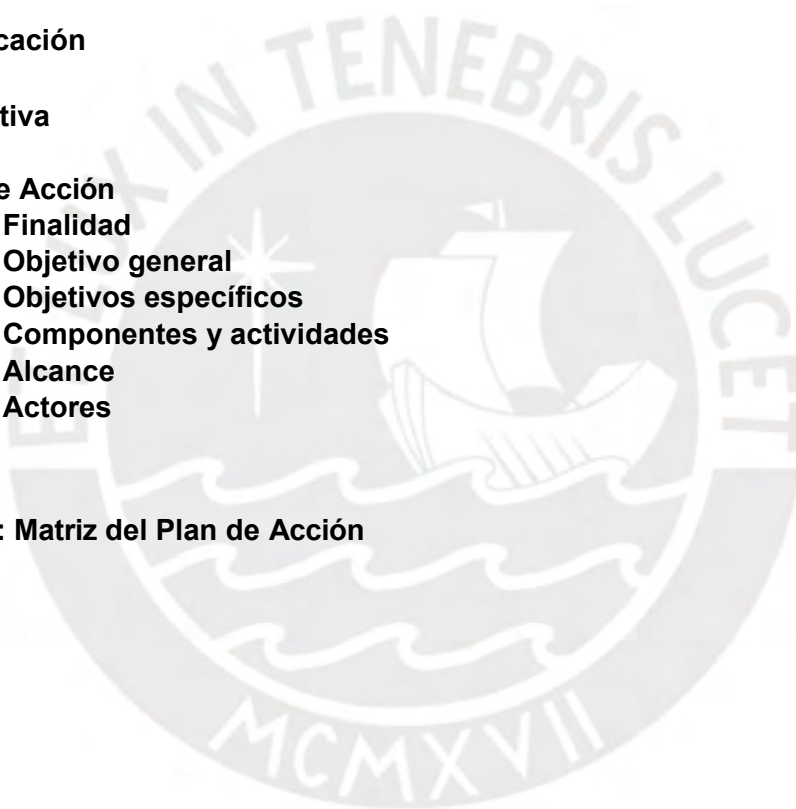 cación
tiva
e Acción
Finalidad
Objetivo general
Objetivos específicos
Componentes y actividades
Alcance
Actores
: Matriz del Plan de Acción
ET LUX IN TENEBRIS LUCET
MCMXVII